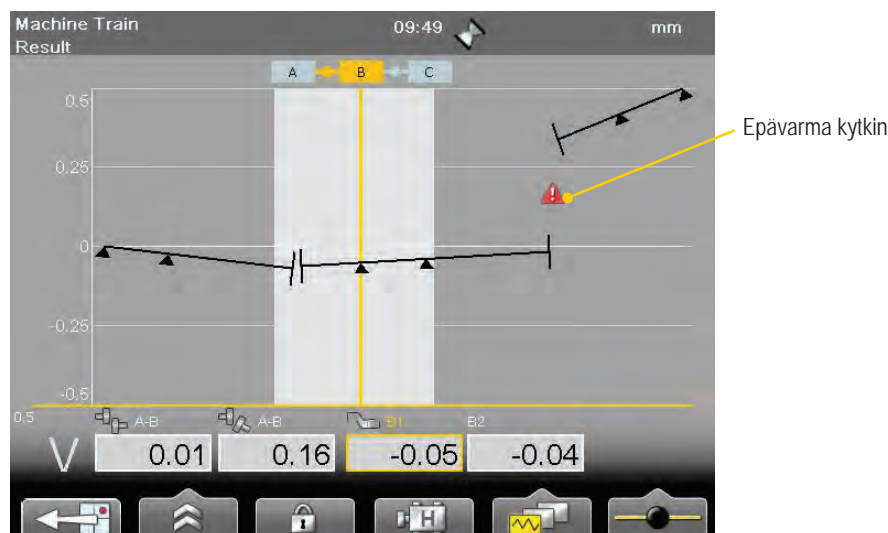 Machine Train
Result
09:49
mm
A B C
0.5
0.25
0
-0.25
-0.5
Epävarma kytkin
0.5
A-B
A-B
B1
B2
V 0.01 0.16 -0.05 -0.04
H